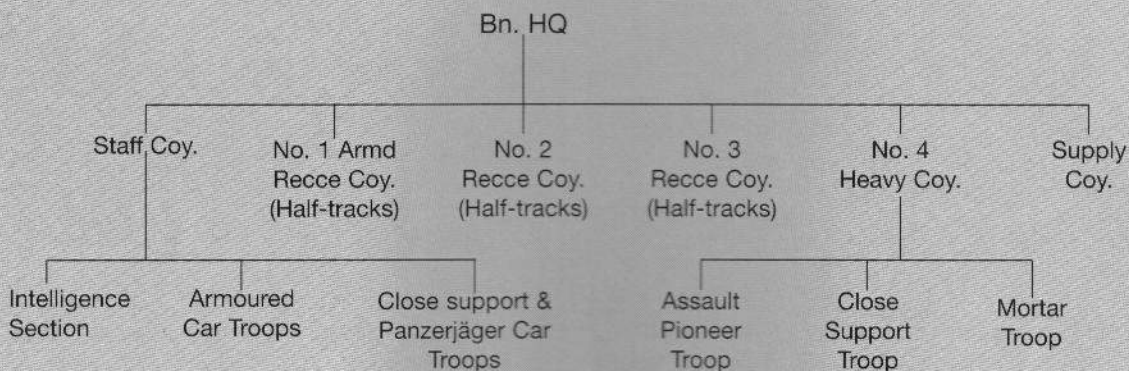 Bn. HQ
Staff Coy.
No. 1 Armd
Recce Coy.
(Half-tracks)
No. 2
Recce Coy.
(Half-tracks)
No. 3
Recce Coy.
(Half-tracks)
No. 4
Heavy Coy.
Supply
Coy.
Intelligence
Section
Armoured
Car Troops
Close support &
Panzerjäger Car
Troops
Assault
Pioneer
Troop
Close
Support
Troop
Mortar
Troop